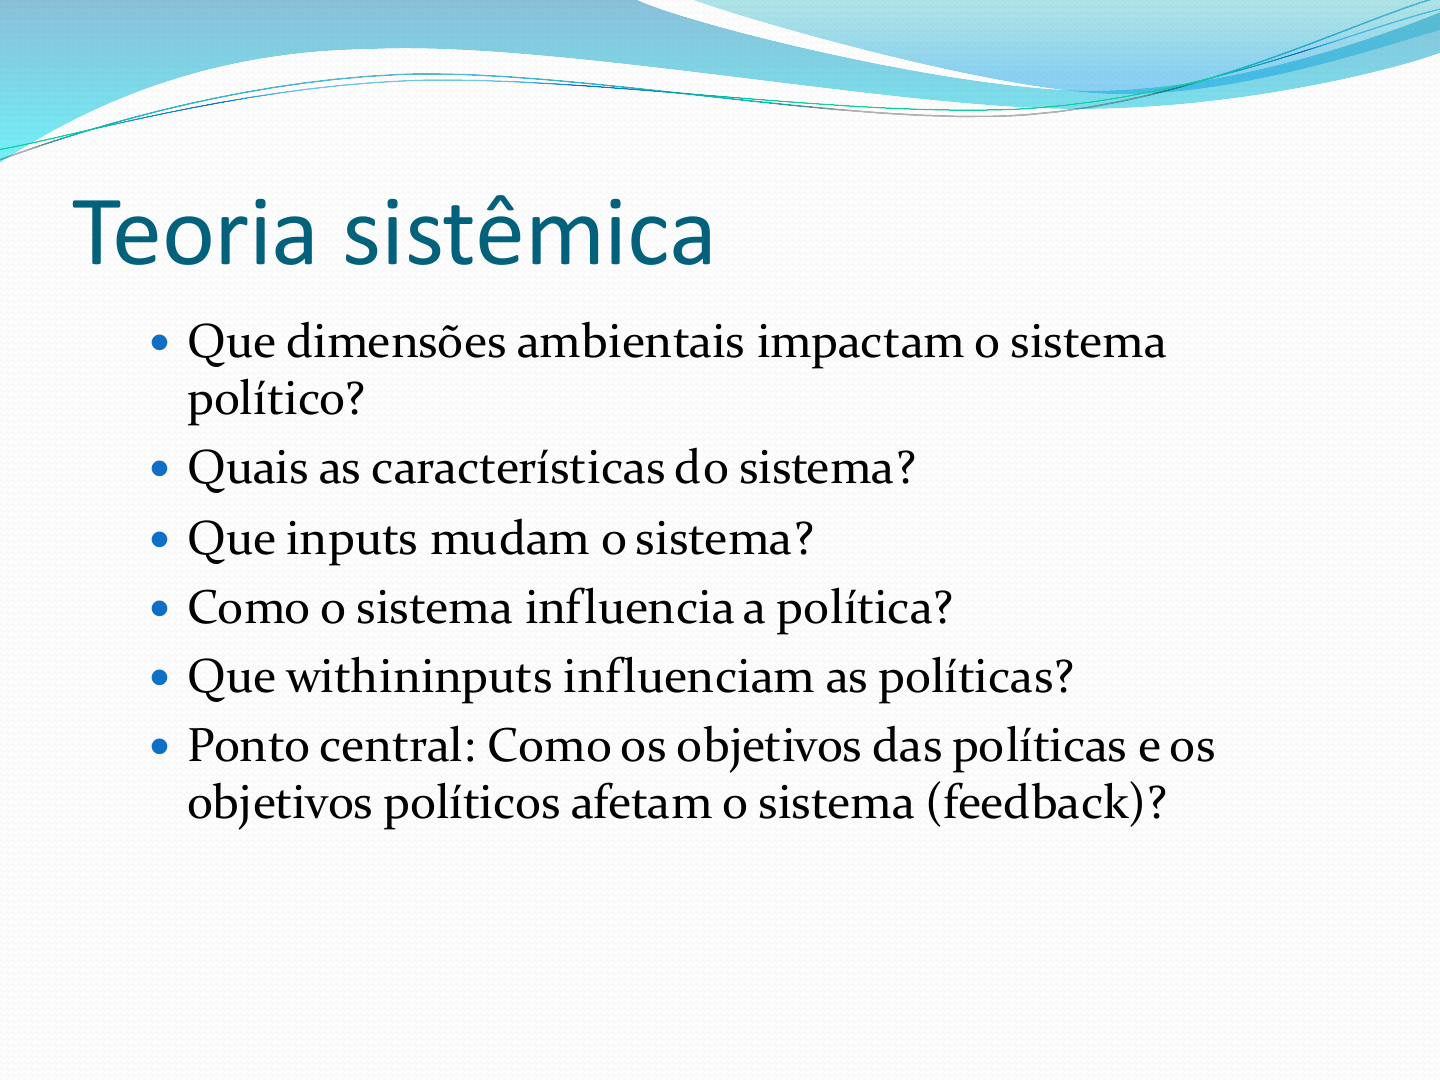 Teoria sistêmica
• Que dimensões ambientais impactam o sistema
político?
• Quais as características do sistema?
• Que inputs mudam o sistema?
• Como o sistema influencia a política?
• Que withininputs influenciam as políticas?
• Ponto central: Como os objetivos das políticas e os
objetivos políticos afetam o sistema (feedback)?